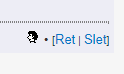 • [Ret | Slet]